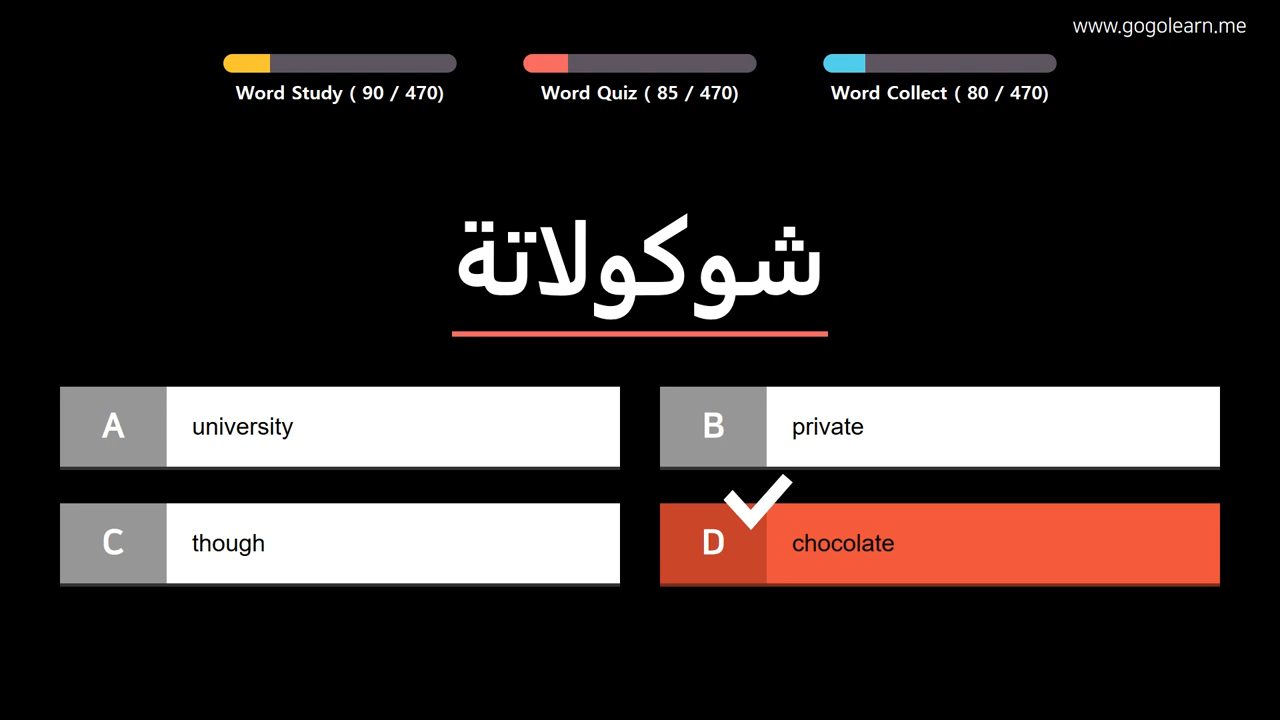 www.gogolearn.me
Word Study ( 90 / 470)
Word Quiz ( 85 / 470)
Word Collect ( 80 / 470)
شوكولاتة
A university
B private
C though
D chocolate